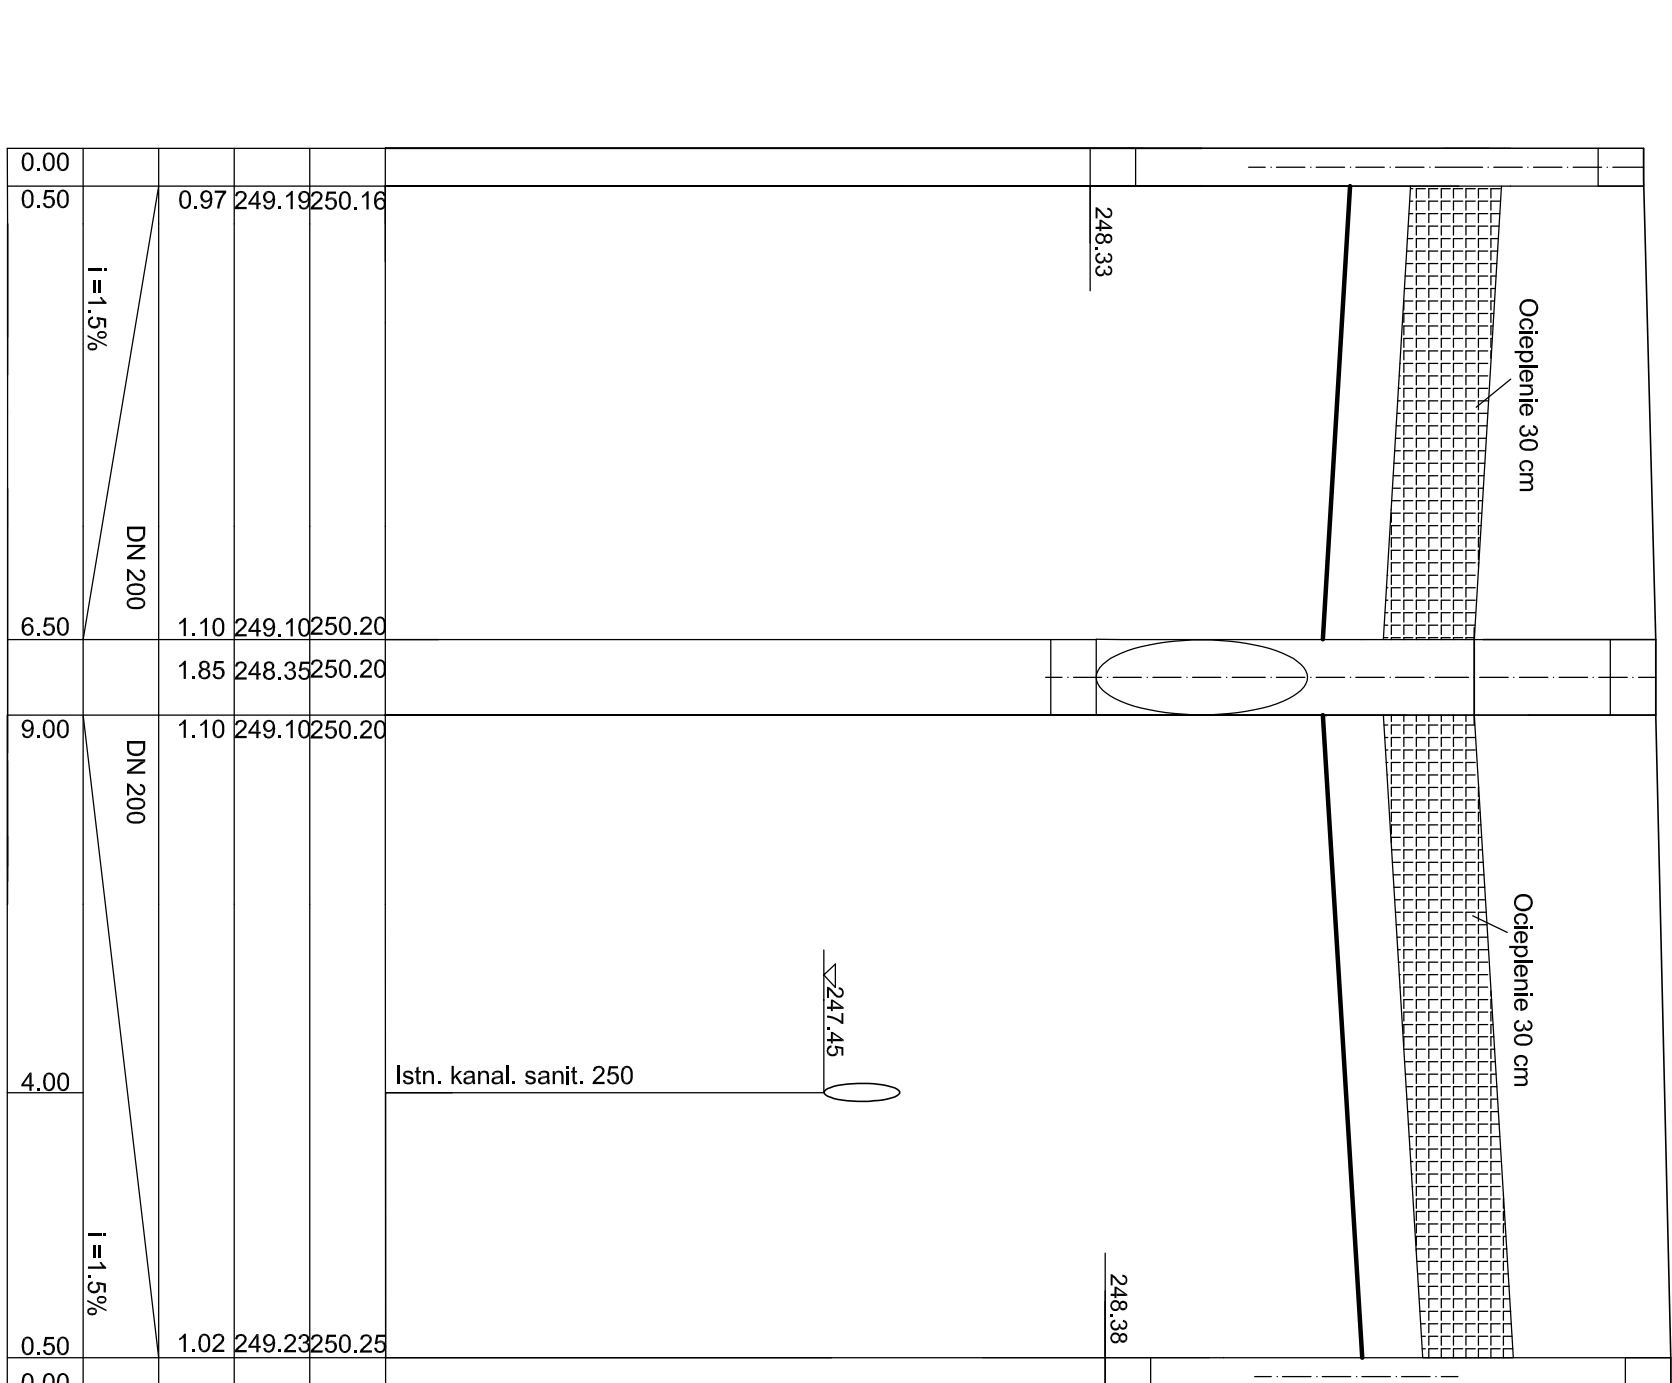 0.00
0.50 0.97 249.19 250.16
248.33
i =1.5%
Ocieplenie 30 cm
DN 200
6.50 1.10 249.10 250.20
1.85 248.35 250.20
9.00 1.10 249.10 250.20
DN 200
Ocieplenie 30 cm
247.45
4.00 Istn. kanal. sanit. 250
i =1.5%
248.38
0.50 1.02 249.23 250.25
0.00